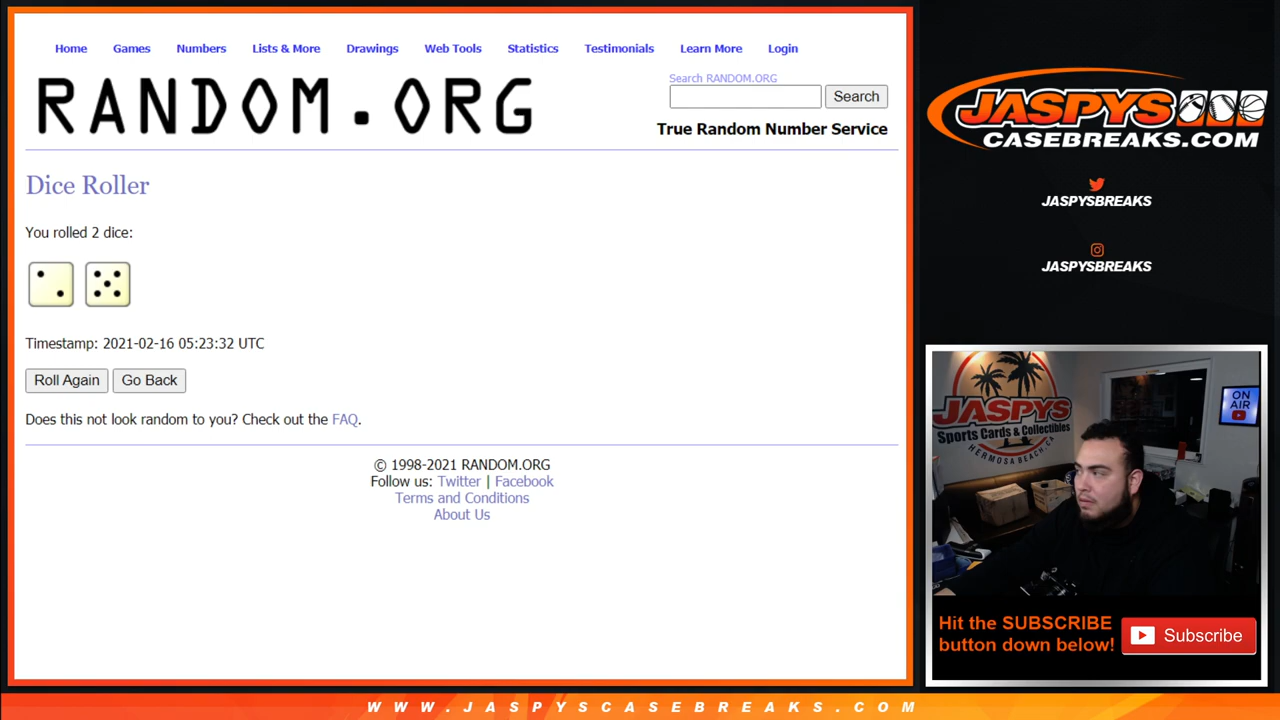 Home Games Numbers Lists & More Drawings Web Tools Statistics Testimonials Learn More Login
RANDOM.ORG
Search RANDOM.ORG
Search
True Random Number Service
Dice Roller
You rolled 2 dice:
Timestamp: 2021-02-16 05:23:32 UTC
Roll Again Go Back
Does this not look random to you? Check out the FAQ.
© 1998-2021 RANDOM.ORG
Follow us: Twitter | Facebook
Terms and Conditions
About Us
JASPYS
CASEBREAKS.COM
JASPYSBREAKS
JASPYSBREAKS
JASPYS
Sports Cards & Collectibles
HERMOSA BEACH, CA
ON
AIR
Hit the SUBSCRIBE
button down below!
Subscribe
WWW.JASPYSCASEBREAKS.COM